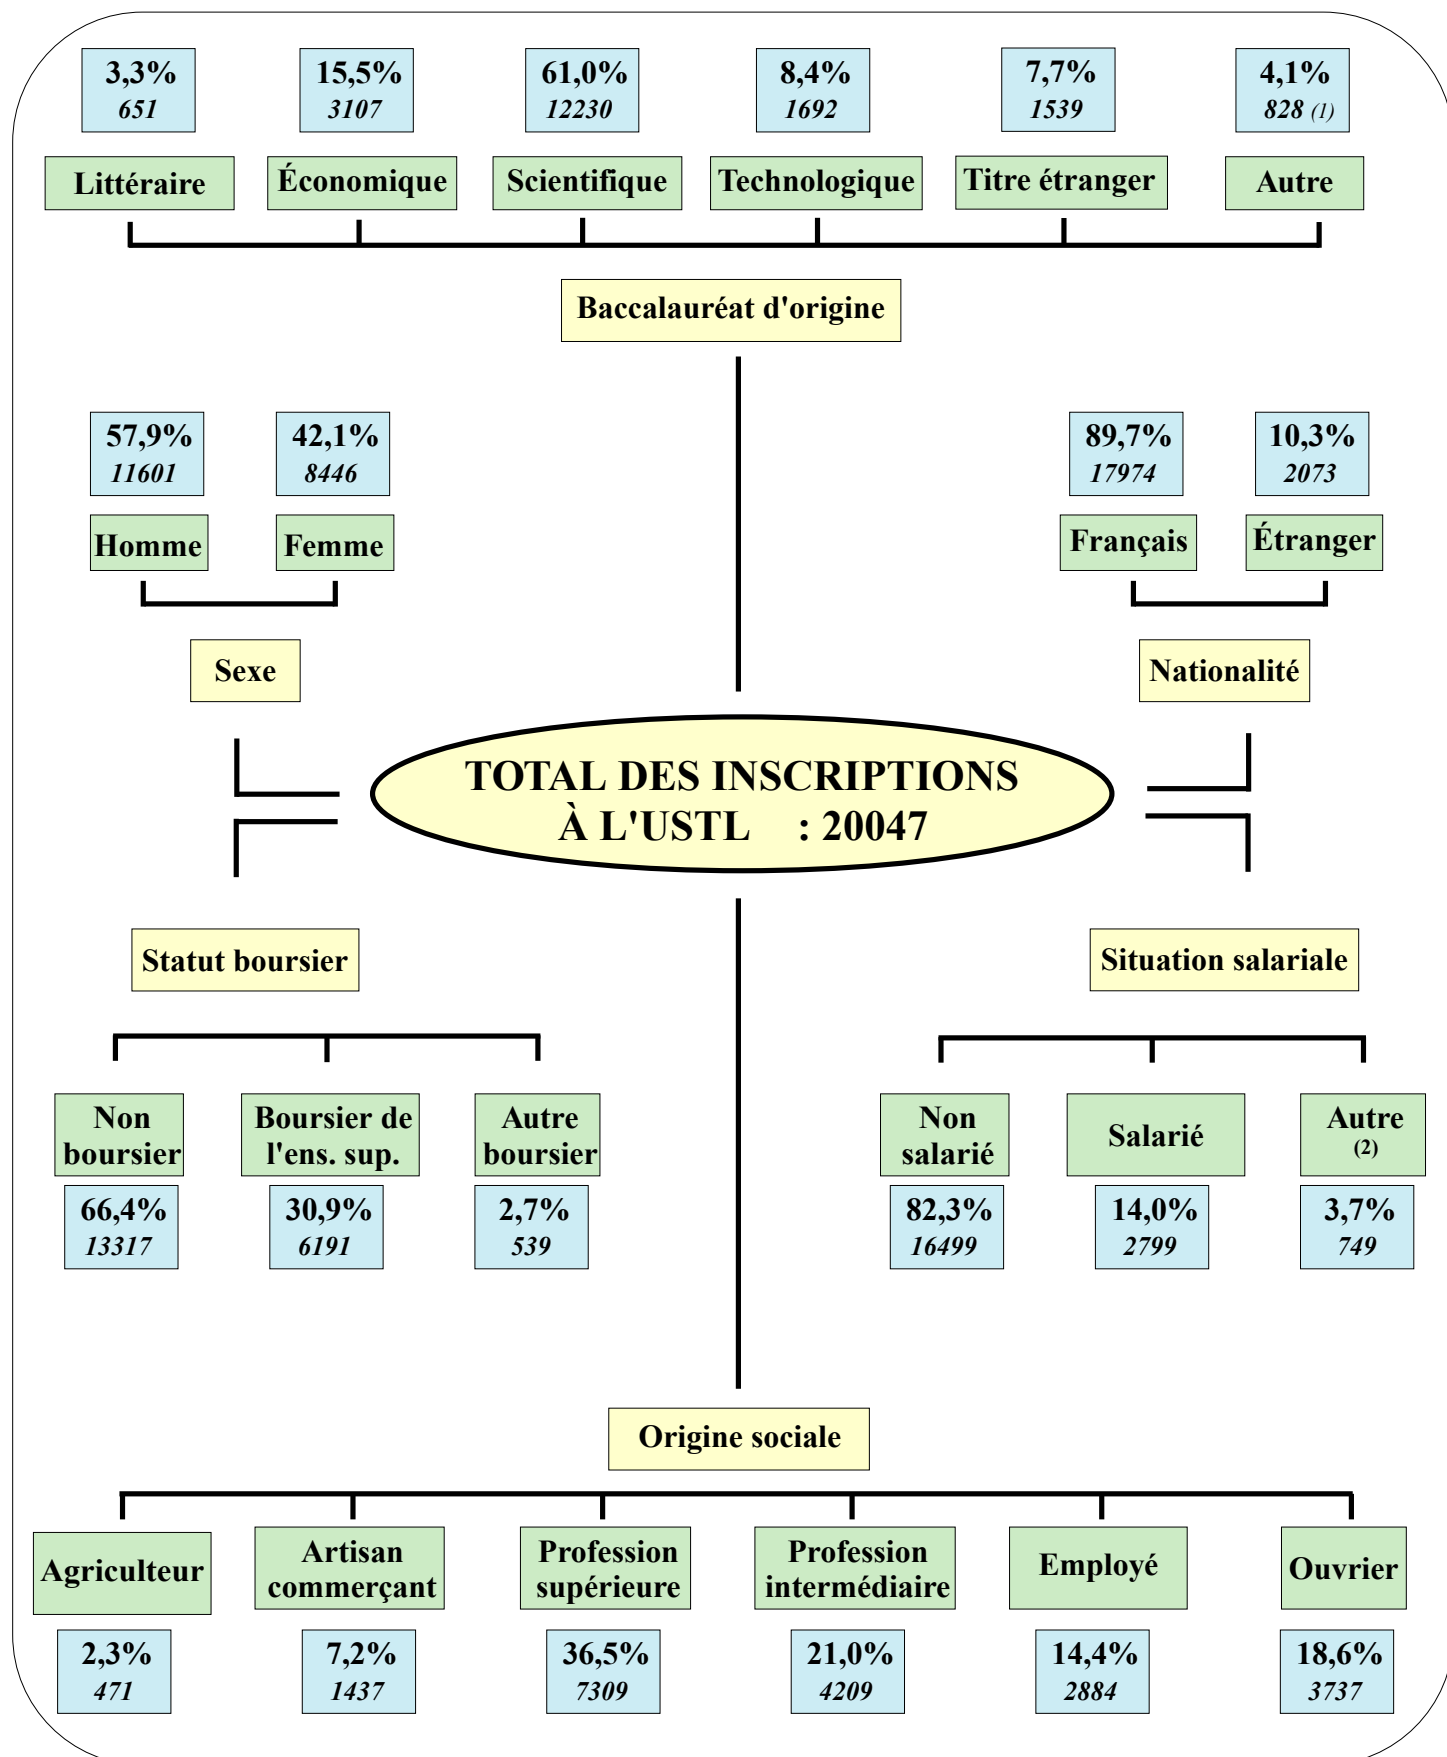 3,3%
651
15,5%
3107
61,0%
12230
8,4%
1692
7,7%
1539
4,1%
828 (1)
Littéraire
Économique
Scientifique
Technologique
Titre étranger
Autre
Baccalauréat d'origine
57,9%
11601
42,1%
8446
89,7%
17974
10,3%
2073
Homme
Femme
Français
Étranger
Sexe
Nationalité
TOTAL DES INSCRIPTIONS
À L'USTL : 20047
Statut boursier
Situation salariale
Non
boursier
Boursier de
l'ens. sup.
Autre
boursier
Non
salarié
Salarié
Autre
(2)
66,4%
13317
30,9%
6191
2,7%
539
82,3%
16499
14,0%
2799
3,7%
749
Origine sociale
Agriculteur
Artisan
commerçant
Profession
supérieure
Profession
intermédiaire
Employé
Ouvrier
2,3%
471
7,2%
1437
36,5%
7309
21,0%
4209
14,4%
2884
18,6%
3737